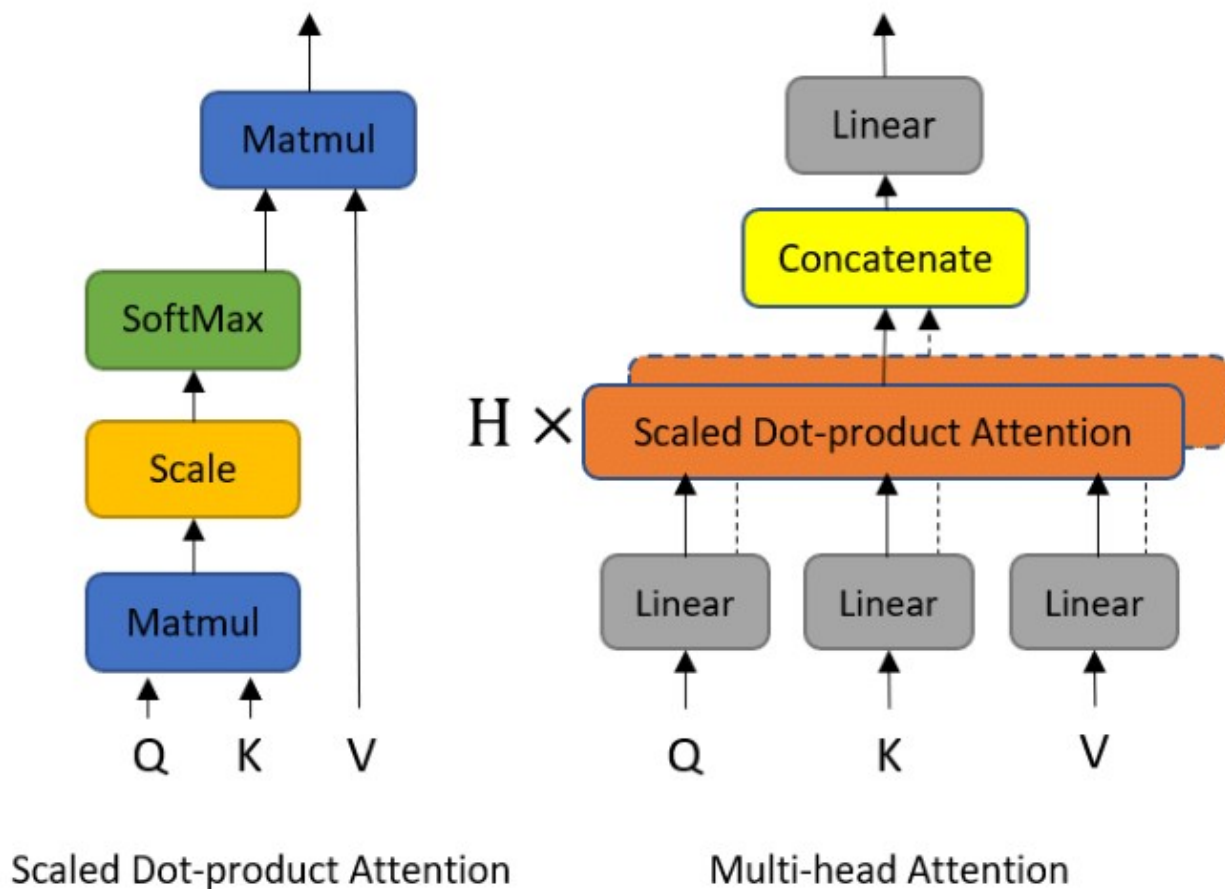 Matmul
SoftMax
Scale
Matmul
Q K V
Scaled Dot-product Attention
Linear
Concatenate
H × Scaled Dot-product Attention
Linear Linear Linear
Q K V
Multi-head Attention